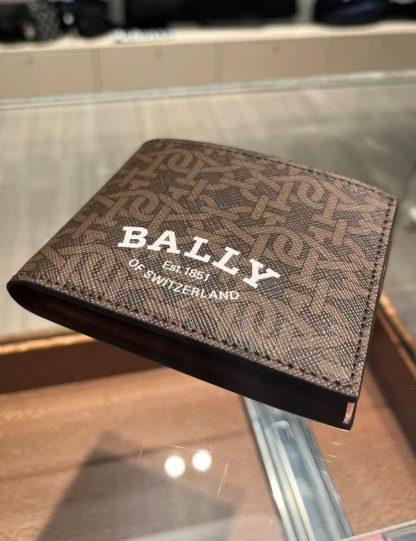 BALLY
Est. 1851
OF SWITZERLAND